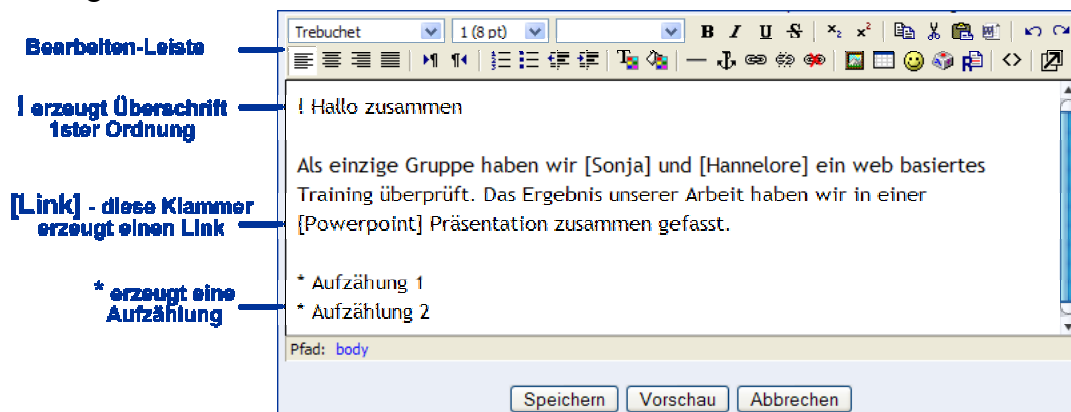 Trebuchet 1 (8 pt) B I U S x₂ x²
Bearbeiten-Leiste
! erzeugt Überschrift
1ster Ordnung
! Hallo zusammen
Als einzige Gruppe haben wir [Sonja] und [Hannelore] ein web basiertes
Training überprüft. Das Ergebnis unserer Arbeit haben wir in einer
[Powerpoint] Präsentation zusammen gefasst.
[Link] - diese Klammer
erzeugt einen Link
* Aufzähung 1
* Aufzählung 2
* erzeugt eine
Aufzählung
Pfad: body
Speichern Vorschau Abbrechen